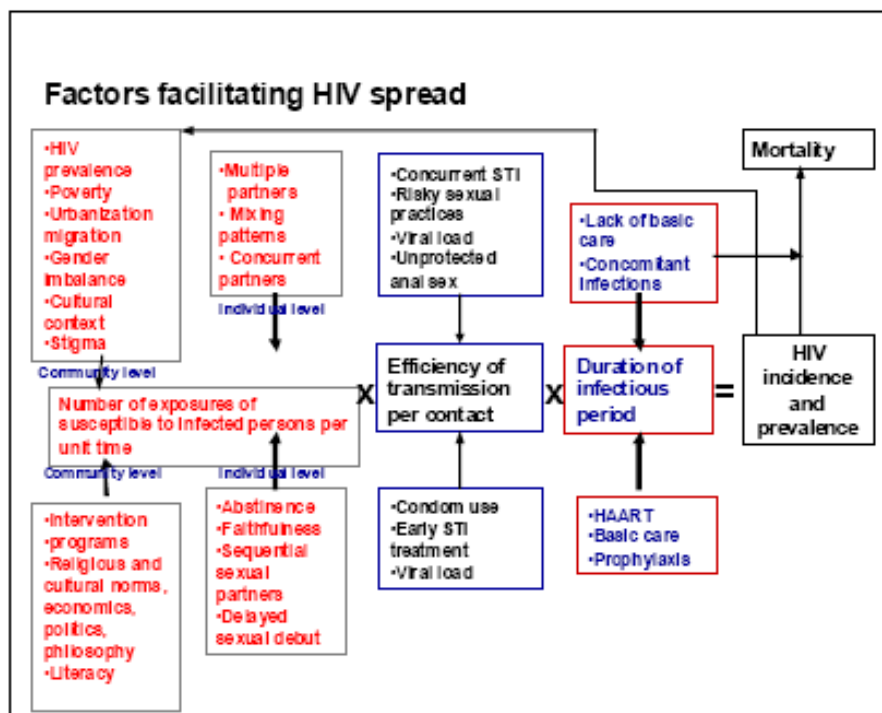 Factors facilitating HIV spread
•HIV
prevalence
•Poverty
•Urbanization
migration
•Gender
imbalance
•Cultural
context
•Stigma
Community level
•Multiple
partners
• Mixing
patterns
• Concurrent
partners
Individual level
•Concurrent STI
•Risky sexual
practices
•Viral load
•Unprotected
anal sex
•Lack of basic
care
•Concomitant
Infections
Mortality
Number of exposures of
susceptible to infected persons per
unit time
X
Efficiency of
transmission
per contact
X
Duration of
infectious
period
=
HIV
incidence
and
prevalence
Community level
•Intervention
programs
•Religious and
cultural norms,
economics,
politics,
philosophy
•Literacy
Individual level
•Abstinence
•Faithfulness
•Sequential
sexual
partners
•Delayed
sexual debut
•Condom use
•Early STI
treatment
•Viral load
•HAART
•Basic care
•Prophylaxis